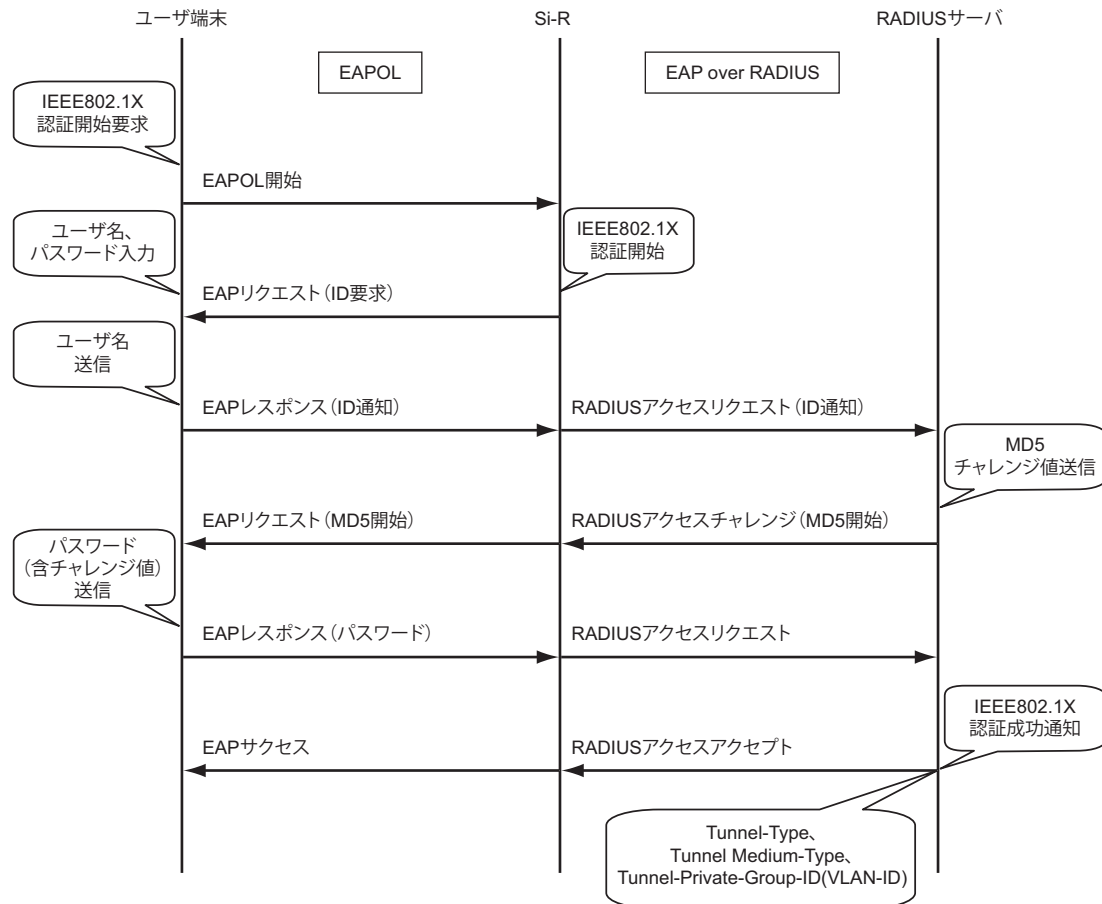 ユーザ端末
Si-R
RADIUSサーバ
EAPOL
EAP over RADIUS
IEEE802.1X
認証開始要求
EAPOL開始
ユーザ名、
パスワード入力
IEEE802.1X
認証開始
EAPリクエスト（ID要求）
ユーザ名
送信
EAPレスポンス（ID通知）
RADIUSアクセスリクエスト（ID通知）
MD5
チャレンジ値送信
EAPリクエスト（MD5開始）
RADIUSアクセスチャレンジ（MD5開始）
パスワード
（含チャレンジ値）
送信
EAPレスポンス（パスワード）
RADIUSアクセスリクエスト
IEEE802.1X
認証成功通知
EAPサクセス
RADIUSアクセスアクセプト
Tunnel-Type、
Tunnel Medium-Type、
Tunnel-Private-Group-ID(VLAN-ID)